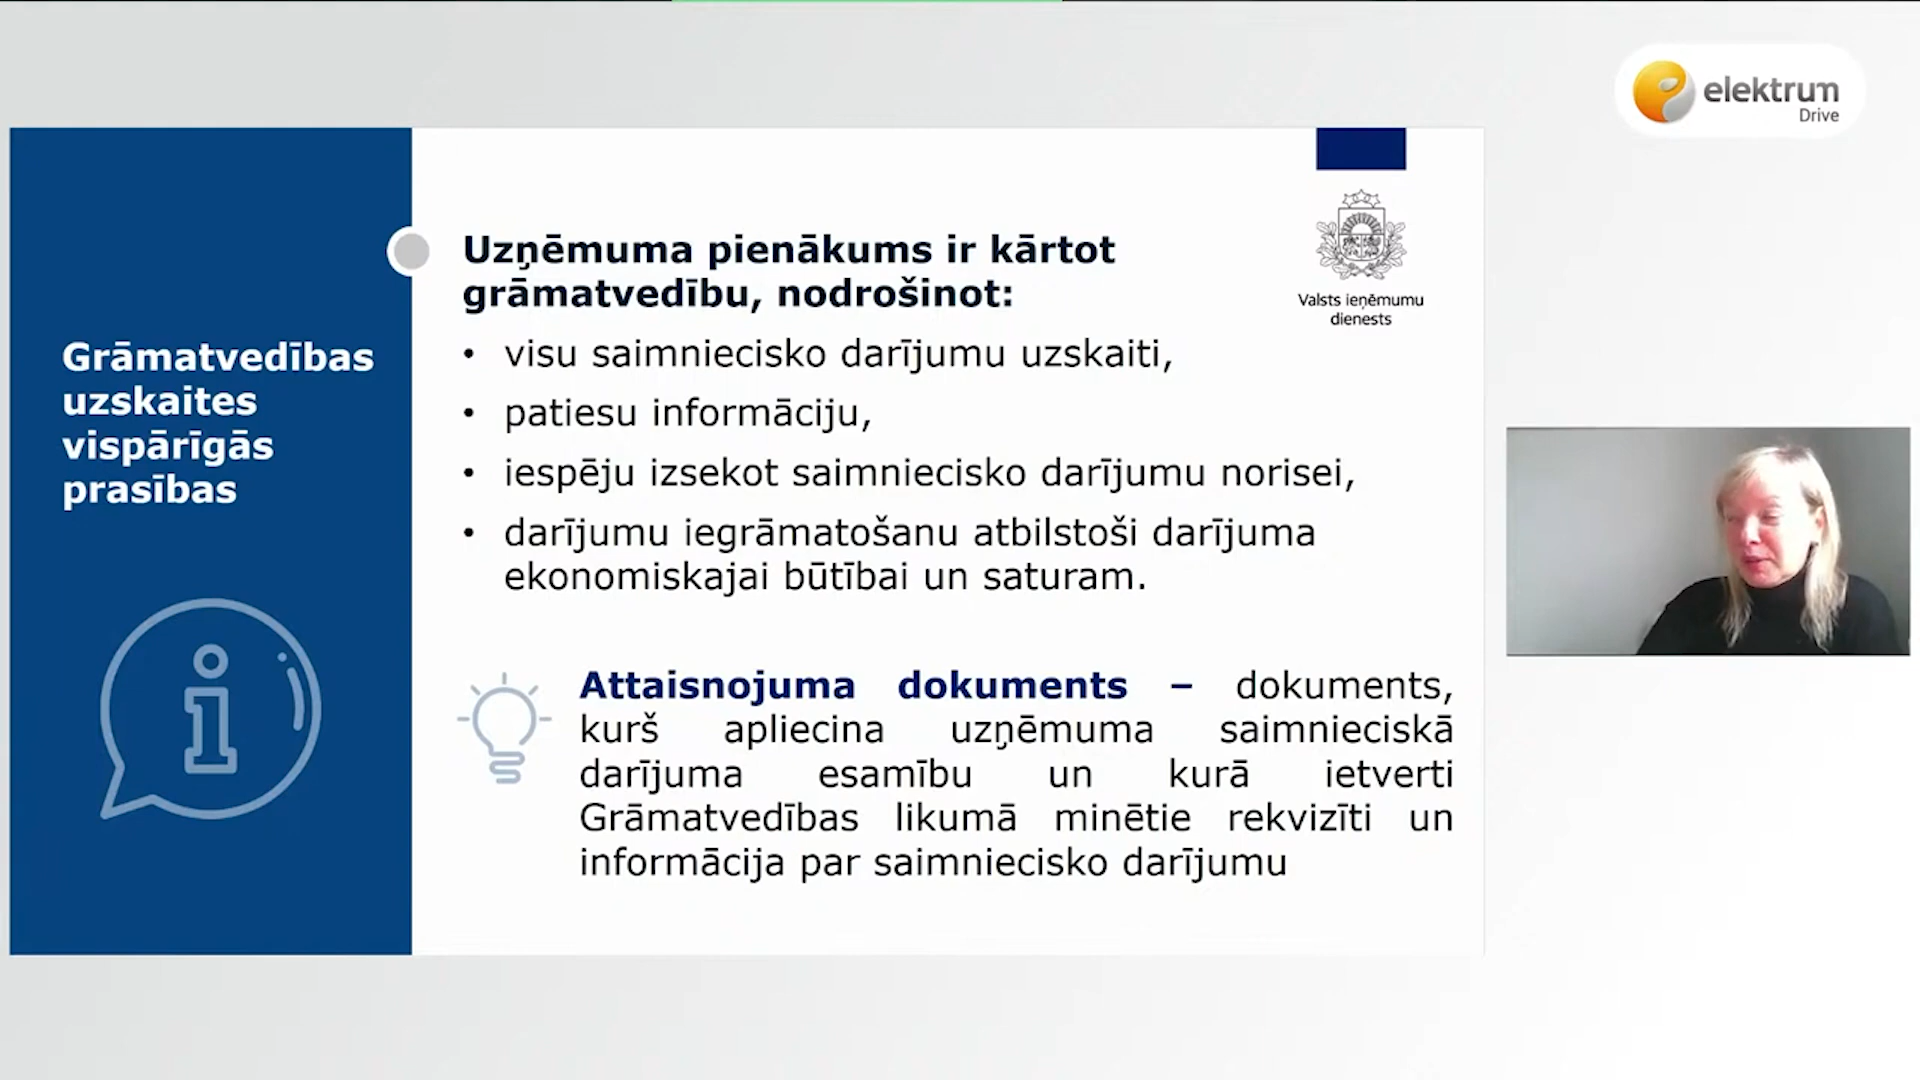 elektrum
Drive
Grāmatvedības
uzskaites
vispārīgās
prasības
Uzņēmuma pienākums ir kārtot
grāmatvedību, nodrošinot:
• visu saimniecisko darījumu uzskaiti,
• patiesu informāciju,
• iespēju izsekot saimniecisko darījumu norisei,
• darījumu iegrāmatošanu atbilstoši darījuma
ekonomiskajai būtībai un saturam.
Valsts ieņēmumu
dienests
Attaisnojuma dokuments – dokuments,
kurš apliecina uzņēmuma saimnieciskā
darījuma esamību un kurā ietverti
Grāmatvedības likumā minētie rekvizīti un
informācija par saimniecisko darījumu